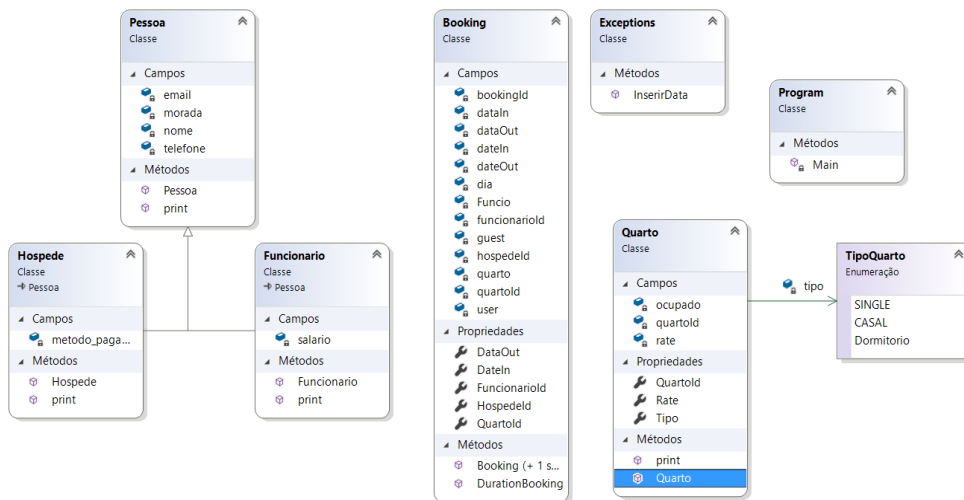 Pessoa
Classe
Campos
email
morada
nome
telefone
Métodos
Pessoa
print
Hospede
Classe
Pessoa
Campos
metodo_paga...
Métodos
Hospede
print
Funcionario
Classe
Pessoa
Campos
salario
Métodos
Funcionario
print
Booking
Classe
Campos
bookingId
dataIn
dataOut
dateIn
dateOut
dia
Funcio
funcionarioId
guest
hospedeId
quarto
quartoId
user
Propriedades
DataOut
DateIn
FuncionarioId
HospedeId
QuartoId
Métodos
Booking (+ 1 s...
DurationBooking
Exceptions
Classe
Métodos
InserirData
Program
Classe
Métodos
Main
Quarto
Classe
Campos
ocupado
quartoId
rate
Propriedades
QuartoId
Rate
Tipo
Métodos
print
Quarto
tipo
TipoQuarto
Enumeração
SINGLE
CASAL
Dormitorio